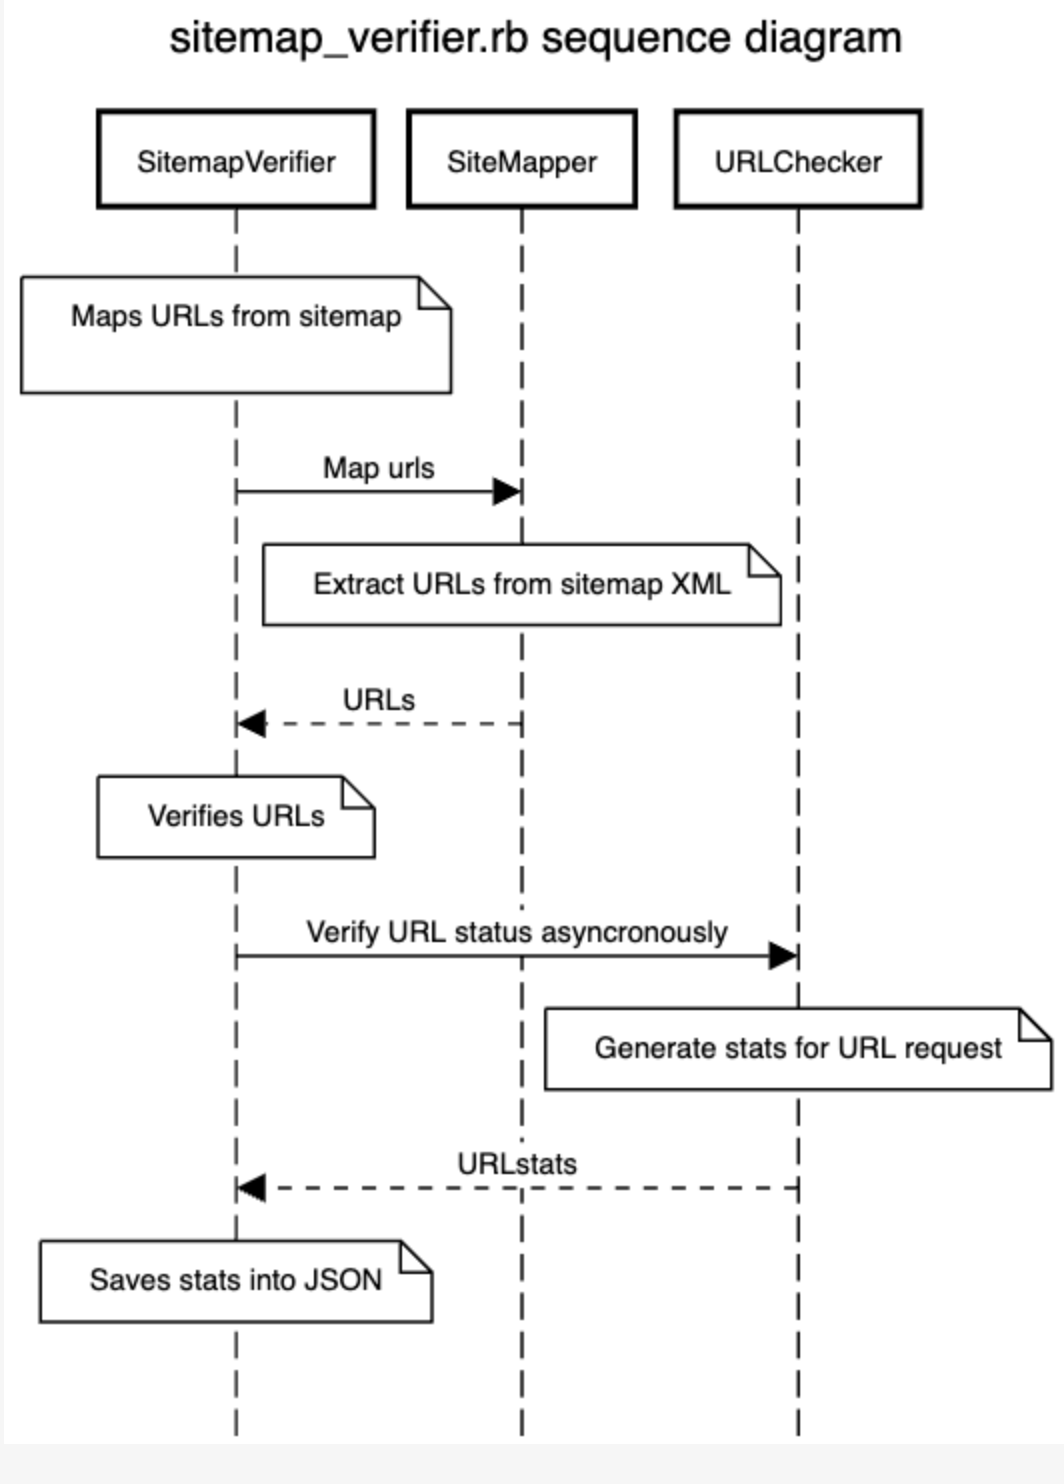 sitemap_verifier.rb sequence diagram
SitemapVerifier
SiteMapper
URLChecker
Maps URLs from sitemap
Map urls
Extract URLs from sitemap XML
URLs
Verifies URLs
Verify URL status asyncronously
Generate stats for URL request
URLstats
Saves stats into JSON